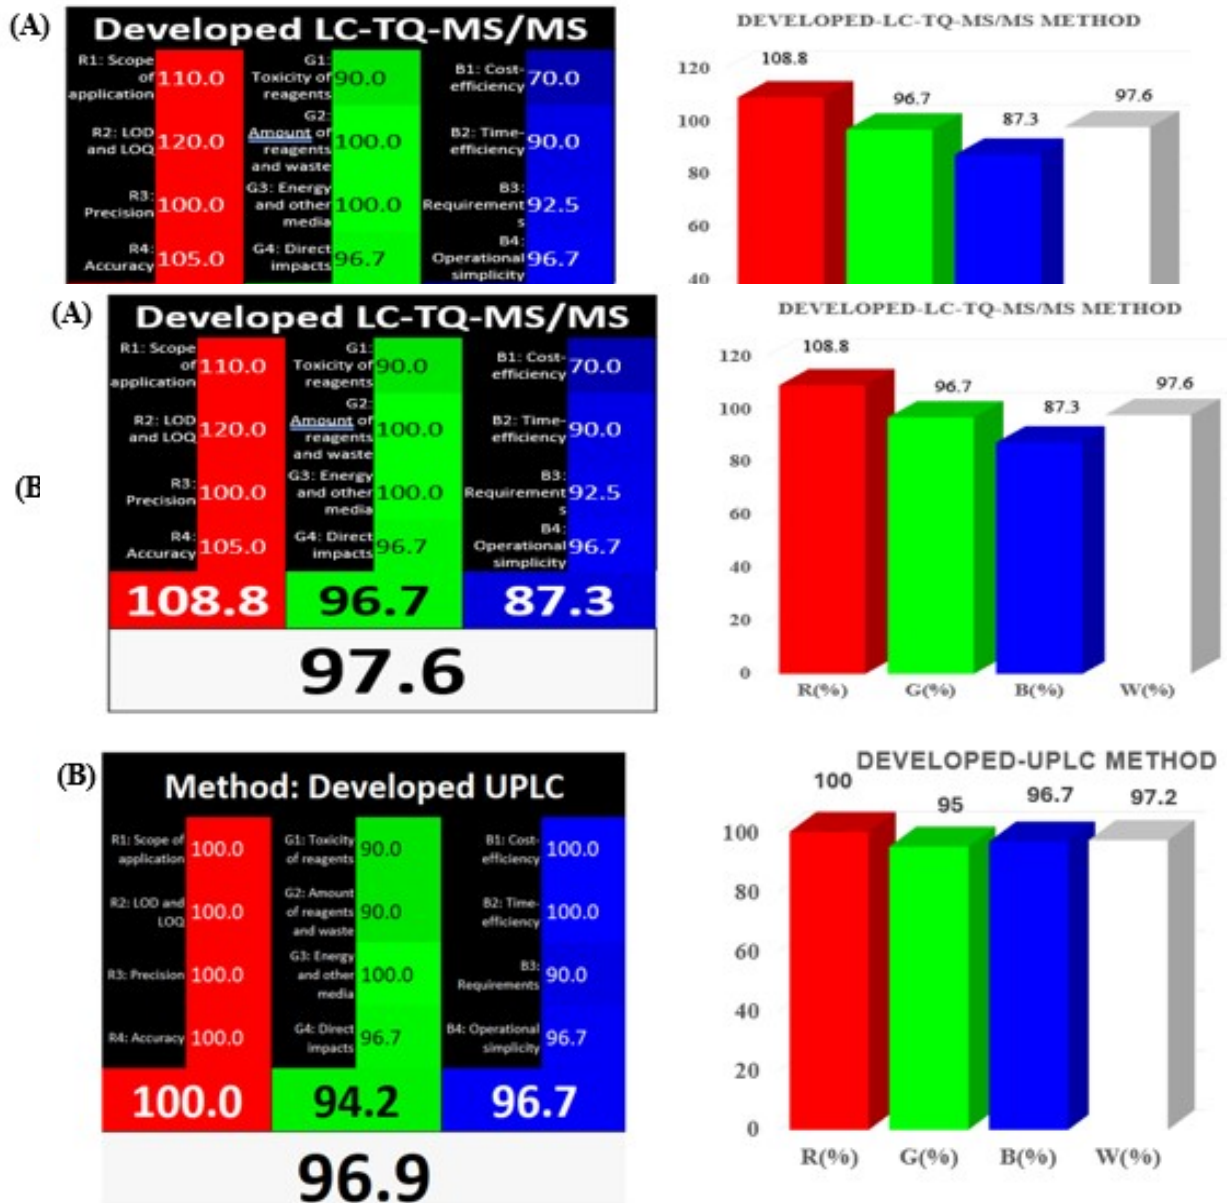 (A)
Developed LC-TQ-MS/MS
R1: Scope
of
application
110.0
G1:
Toxicity of
reagents
90.0
B1: Cost-
efficiency
70.0
R2: LOD
and LOQ
120.0
G2:
Amount of
reagents
and waste
100.0
B2: Time-
efficiency
90.0
R3:
Precision
100.0
G3: Energy
and other
media
100.0
B3:
Requirement
s
92.5
R4:
Accuracy
105.0
G4: Direct
impacts
96.7
B4:
Operational
simplicity
96.7
DEVELOPED-LC-TQ-MS/MS METHOD
108.8
96.7
87.3
97.6
120
100
80
60
40
(A)
Developed LC-TQ-MS/MS
R1: Scope
of
application
110.0
G1:
Toxicity of
reagents
90.0
B1: Cost-
efficiency
70.0
R2: LOD
and LOQ
120.0
G2:
Amount of
reagents
and waste
100.0
B2: Time-
efficiency
90.0
(B
R3:
Precision
100.0
G3: Energy
and other
media
100.0
B3:
Requirement
s
92.5
R4:
Accuracy
105.0
G4: Direct
impacts
96.7
B4:
Operational
simplicity
96.7
108.8 96.7 87.3
97.6
DEVELOPED-LC-TQ-MS/MS METHOD
108.8
96.7
87.3
97.6
120
100
80
60
40
20
0
R(%) G(%) B(%) W(%)
(B)
Method: Developed UPLC
R1: Scope of
application
100.0
G1: Toxicity
of reagents
90.0
B1: Cost-
efficiency
100.0
R2: LOD and
LOQ
100.0
G2: Amount
of reagents
and waste
90.0
B2: Time-
efficiency
100.0
R3: Precision
100.0
G3: Energy
and other
media
100.0
B3:
Requirements
90.0
R4: Accuracy
100.0
G4: Direct
impacts
96.7
B4: Operational
simplicity
96.7
100.0 94.2 96.7
96.9
DEVELOPED-UPLC METHOD
100
95
96.7
97.2
100
80
60
40
20
0
R(%) G(%) B(%) W(%)